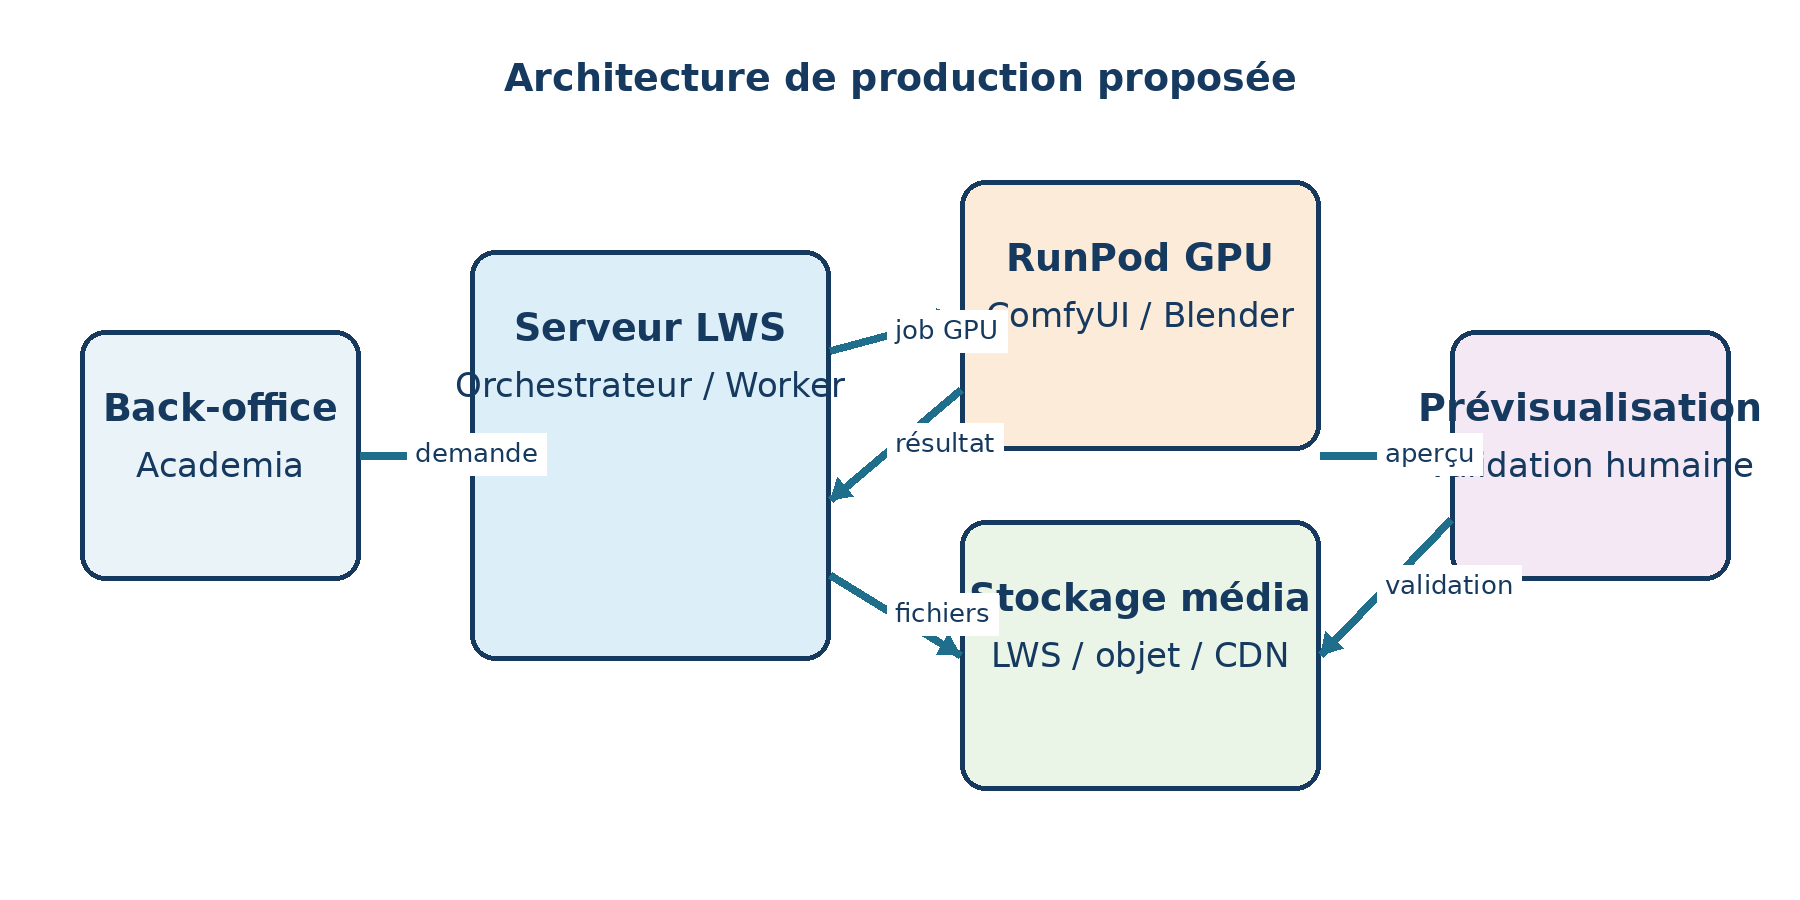 Architecture de production proposée
Back-office
Academia
demande
Serveur LWS
Orchestrateur / Worker
job GPU
résultat
fichiers
RunPod GPU
ComfyUI / Blender
Stockage média
LWS / objet / CDN
aperçu
validation
Prévisualisation
humaine